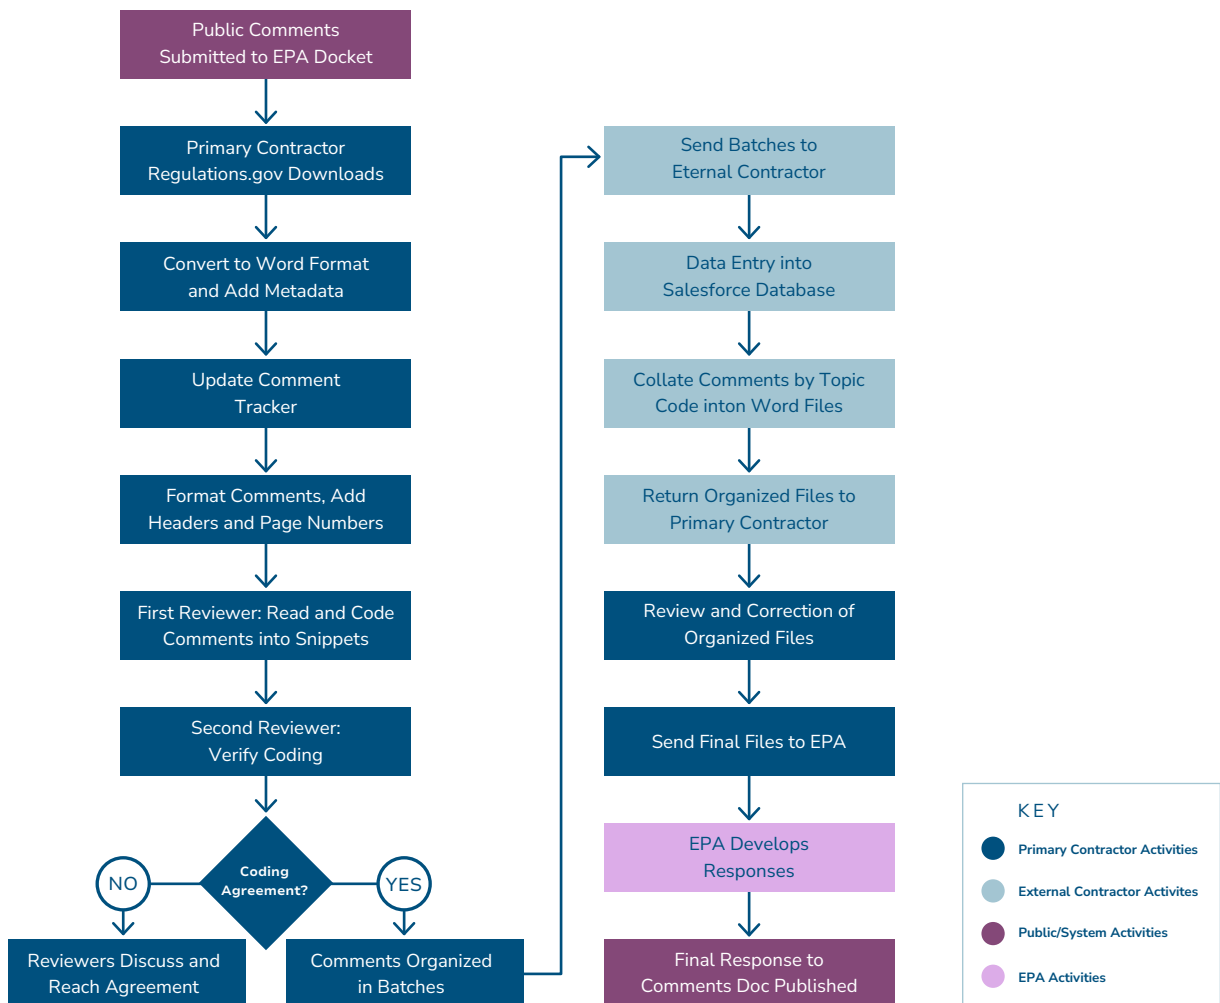 Public Comments
Submitted to EPA Docket
Primary Contractor
Regulations.gov Downloads
Convert to Word Format
and Add Metadata
Update Comment
Tracker
Format Comments, Add
Headers and Page Numbers
First Reviewer: Read and Code
Comments into Snippets
Second Reviewer:
Verify Coding
Coding
Agreement?
NO
YES
Reviewers Discuss and
Reach Agreement
Comments Organized
in Batches
Send Batches to
Eternal Contractor
Data Entry into
Salesforce Database
Collate Comments by Topic
Code inton Word Files
Return Organized Files to
Primary Contractor
Review and Correction of
Organized Files
Send Final Files to EPA
EPA Develops
Responses
Final Response to
Comments Doc Published
KEY
Primary Contractor Activities
External Contractor Activites
Public/System Activities
EPA Activities